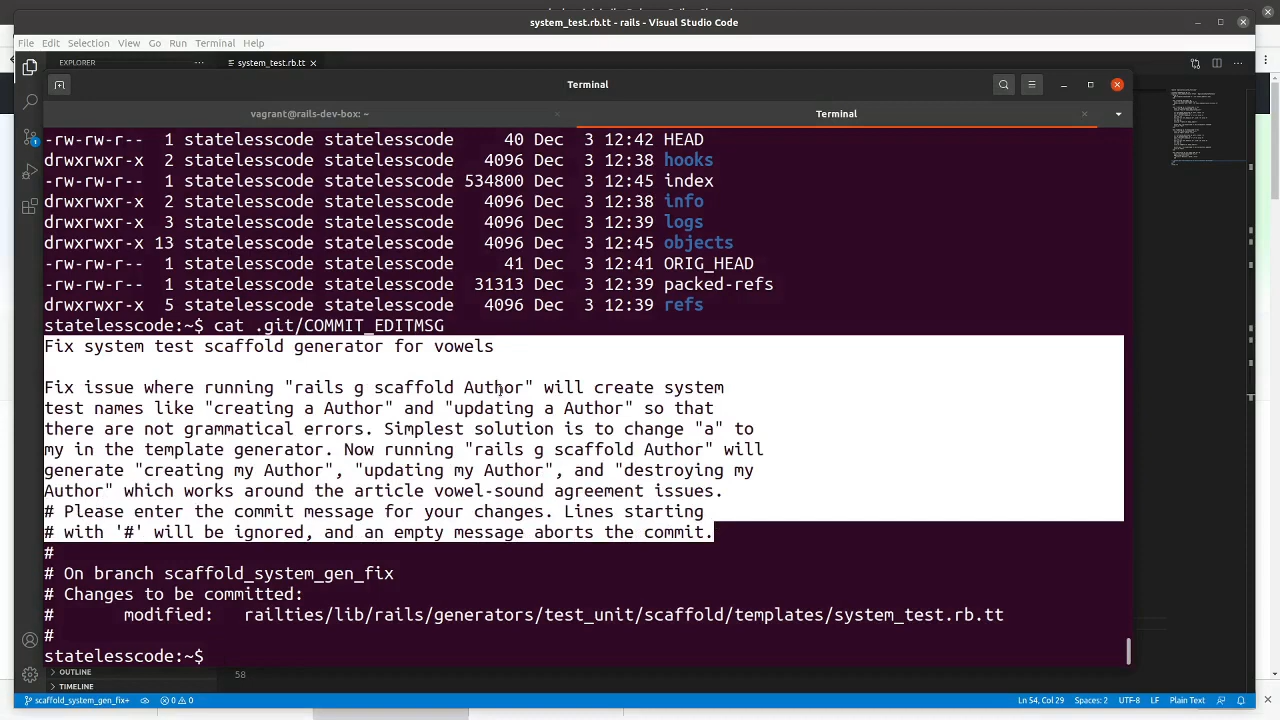 system_test.rb.tt - rails - Visual Studio Code
File Edit Selection View Go Run Terminal Help
EXPLORER ··· system_test.rb.tt
Terminal
vagrant@rails-dev-box: ~
Terminal
-rw-rw-r-- 1 statelesscode statelesscode 40 Dec 3 12:42 HEAD
drwxrwxr-x 2 statelesscode statelesscode 4096 Dec 3 12:38 hooks
-rw-rw-r-- 1 statelesscode statelesscode 534800 Dec 3 12:45 index
drwxrwxr-x 2 statelesscode statelesscode 4096 Dec 3 12:38 info
drwxrwxr-x 3 statelesscode statelesscode 4096 Dec 3 12:39 logs
drwxrwxr-x 13 statelesscode statelesscode 4096 Dec 3 12:45 objects
-rw-rw-r-- 1 statelesscode statelesscode 41 Dec 3 12:41 ORIG_HEAD
-rw-rw-r-- 1 statelesscode statelesscode 31313 Dec 3 12:39 packed-refs
drwxrwxr-x 5 statelesscode statelesscode 4096 Dec 3 12:39 refs
statelesscode:~$ cat .git/COMMIT_EDITMSG
Fix system test scaffold generator for vowels
Fix issue where running "rails g scaffold Author" will create system
test names like "creating a Author" and "updating a Author" so that
there are not grammatical errors. Simplest solution is to change "a" to
my in the template generator. Now running "rails g scaffold Author" will
generate "creating my Author", "updating my Author", and "destroying my
Author" which works around the article vowel-sound agreement issues.
# Please enter the commit message for your changes. Lines starting
# with '#' will be ignored, and an empty message aborts the commit.
#
# On branch scaffold_system_gen_fix
# Changes to be committed:
# modified: railties/lib/rails/generators/test_unit/scaffold/templates/system_test.rb.tt
#
statelesscode:~$
OUTLINE
58
TIMELINE
scaffold_system_gen_fix+ 0 0 Ln 54, Col 29 Spaces: 2 UTF-8 LF Plain Text